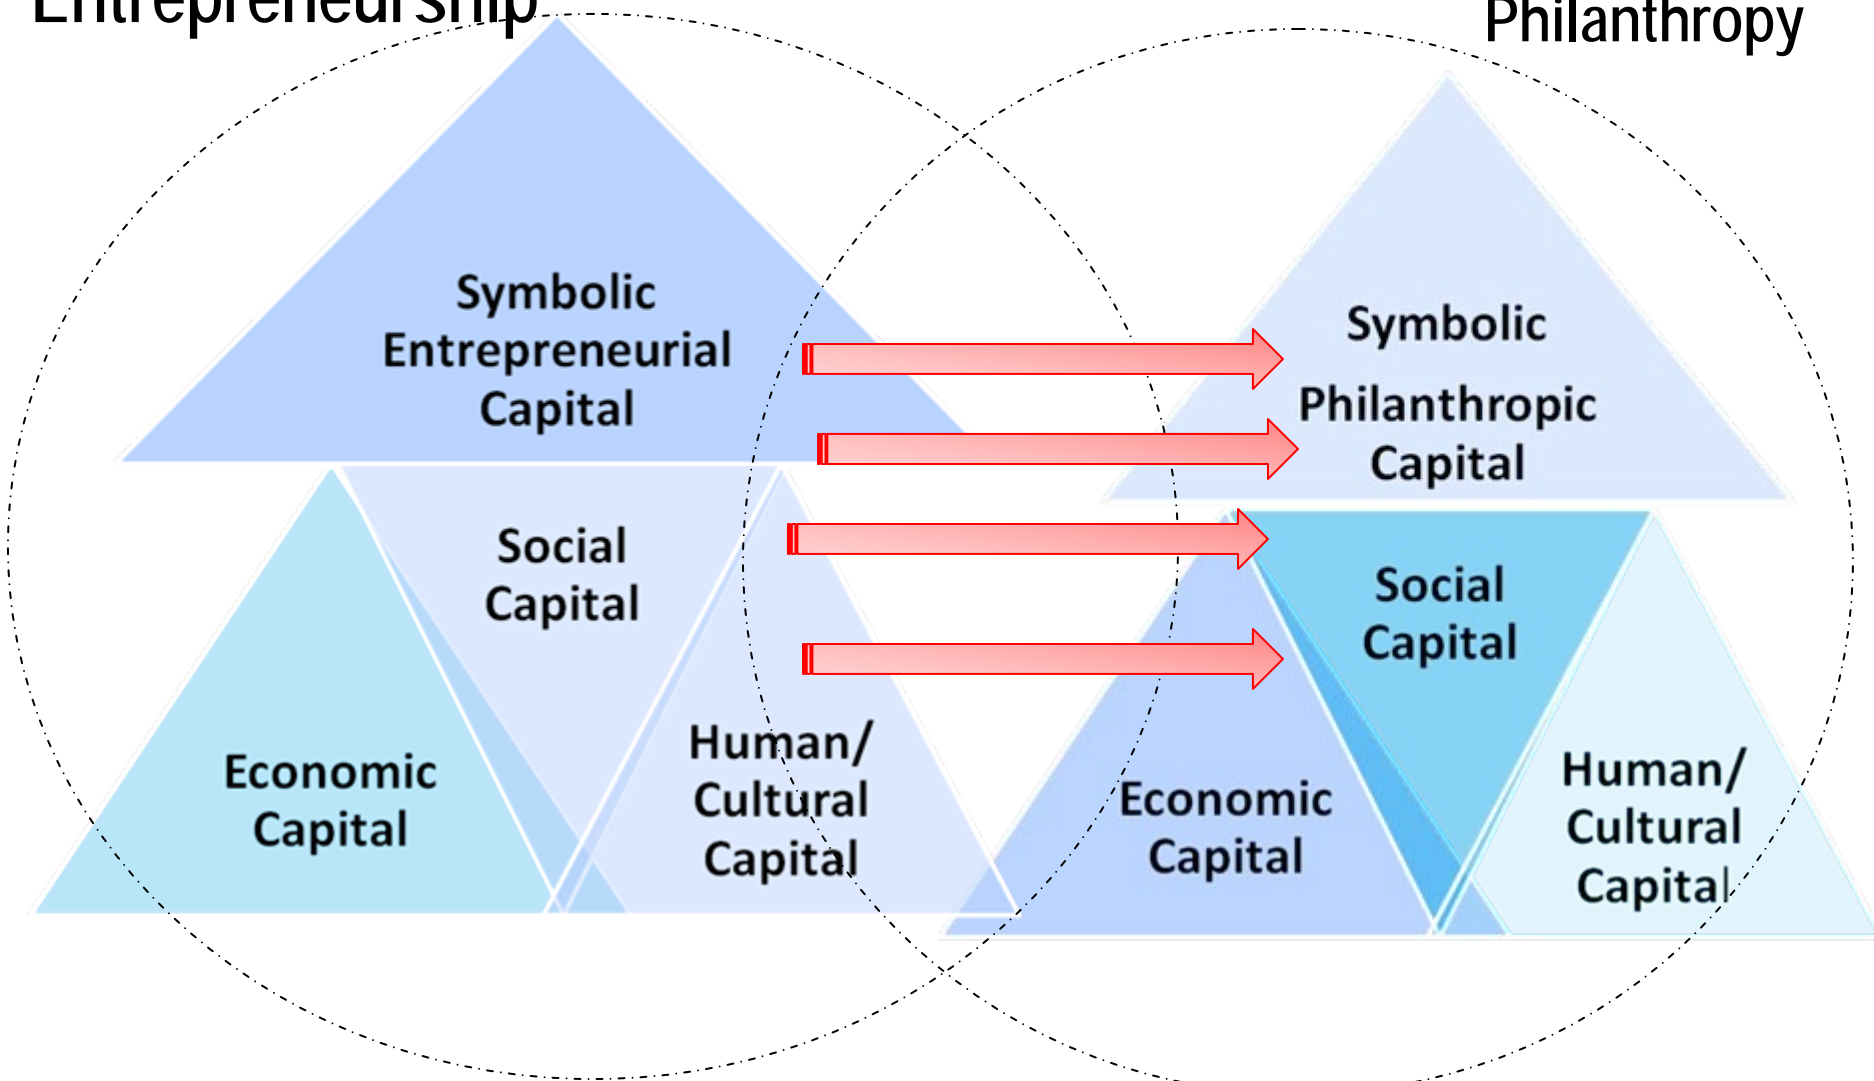 Entrepreneurship
Philanthropy
Symbolic
Entrepreneurial
Capital
Social
Capital
Economic
Capital
Human/
Cultural
Capital
Symbolic
Philanthropic
Capital
Social
Capital
Economic
Capital
Human/
Cultural
Capital